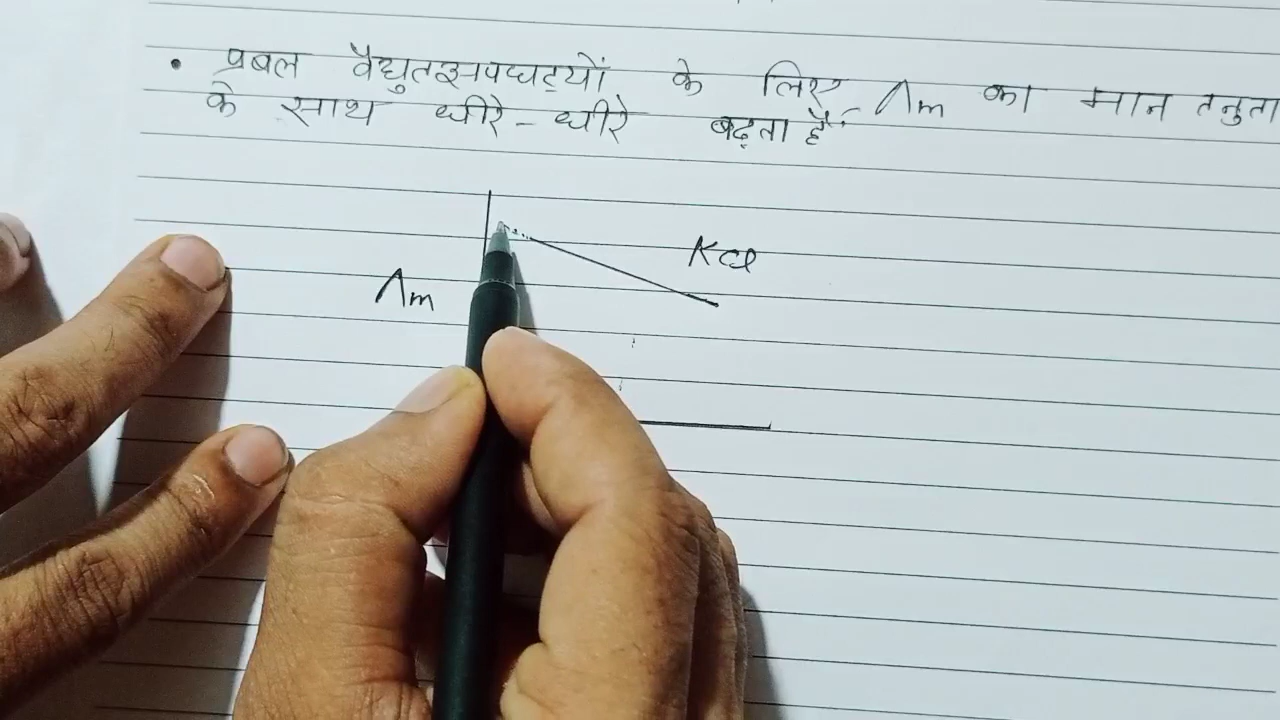 • प्रबल वैद्युतअपघट्यों के लिए Λm का मान तनुता
के साथ धीरे-धीरे बढ़ता है
Λm
KCl